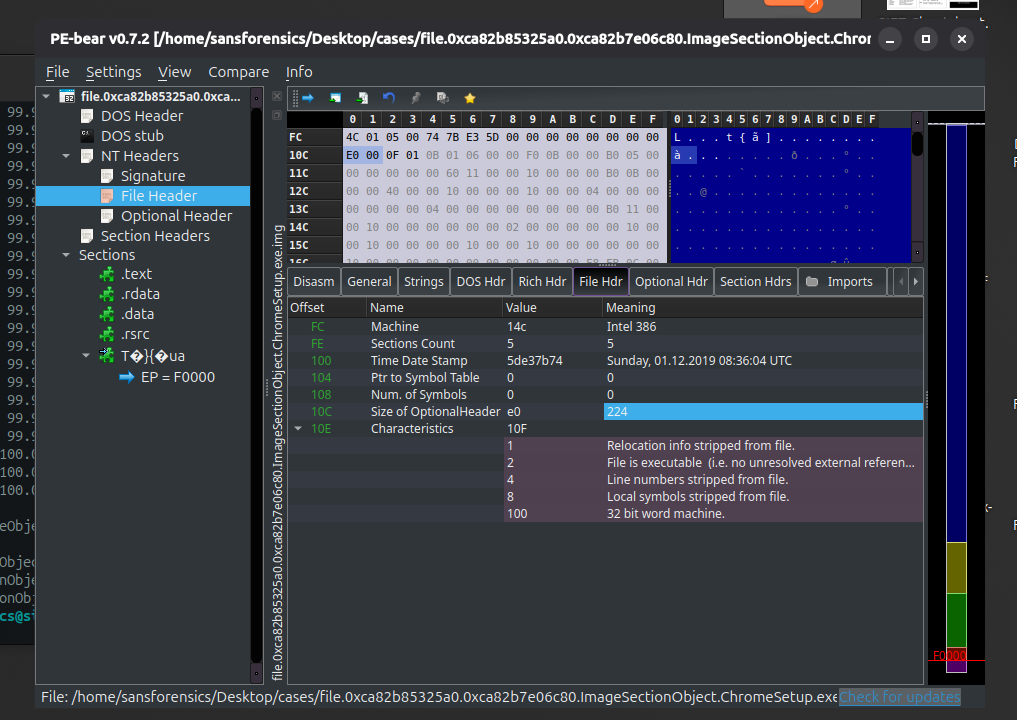 PE-bear v0.7.2 [/home/sansforensics/Desktop/cases/file.0xca82b85325a0.0xca82b7e06c80.ImageSectionObject.Chror
File Settings View Compare Info
file.0xca82b85325a0.0xca...
DOS Header
DOS stub
NT Headers
Signature
File Header
Optional Header
Section Headers
Sections
.text
.rdata
.data
.rsrc
T�}{�ua
EP = F0000
file.0xca82b85325a0.0xca82b7e06c80.ImageSectionObject.ChromeSetup.exe.img
0 1 2 3 4 5 6 7 8 9 A B C D E F 0 1 2 3 4 5 6 7 8 9 A B C D E F
FC 4C 01 05 00 74 7B E3 5D 00 00 00 00 00 00 00 00 L . . . t { ã ] . . . . . . . .
10C E0 00 0F 01 0B 01 06 00 00 F0 0B 00 00 B0 05 00 à . . . . . . . . ð . . . ° . .
11C 00 00 00 00 60 11 00 00 10 00 00 00 B0 0B 00 . . . . ` . . . . . . . ° . .
12C 00 00 40 00 00 10 00 00 00 10 00 00 04 00 00 00 . . @ . . . . . . . . . . . . .
13C 00 00 00 00 04 00 00 00 00 00 00 00 00 B0 11 00 . . . . . . . . . . . . . ° . .
14C 00 10 00 00 00 00 00 00 02 00 00 00 00 00 10 00 . . . . . . . . . . . . . . . .
15C 00 10 00 00 00 00 10 00 00 10 00 00 00 00 00 00 . . . . . . . . . . . . . . . .
Disasm General Strings DOS Hdr Rich Hdr File Hdr Optional Hdr Section Hdrs Imports
Offset Name Value Meaning
FC Machine 14c Intel 386
FE Sections Count 5 5
100 Time Date Stamp 5de37b74 Sunday, 01.12.2019 08:36:04 UTC
104 Ptr to Symbol Table 0 0
108 Num. of Symbols 0 0
10C Size of OptionalHeader e0 224
10E Characteristics 10F
1 Relocation info stripped from file.
2 File is executable (i.e. no unresolved external referen...
4 Line numbers stripped from file.
8 Local symbols stripped from file.
100 32 bit word machine.
F0000
File: /home/sansforensics/Desktop/cases/file.0xca82b85325a0.0xca82b7e06c80.ImageSectionObject.ChromeSetup.exe
Check for updates